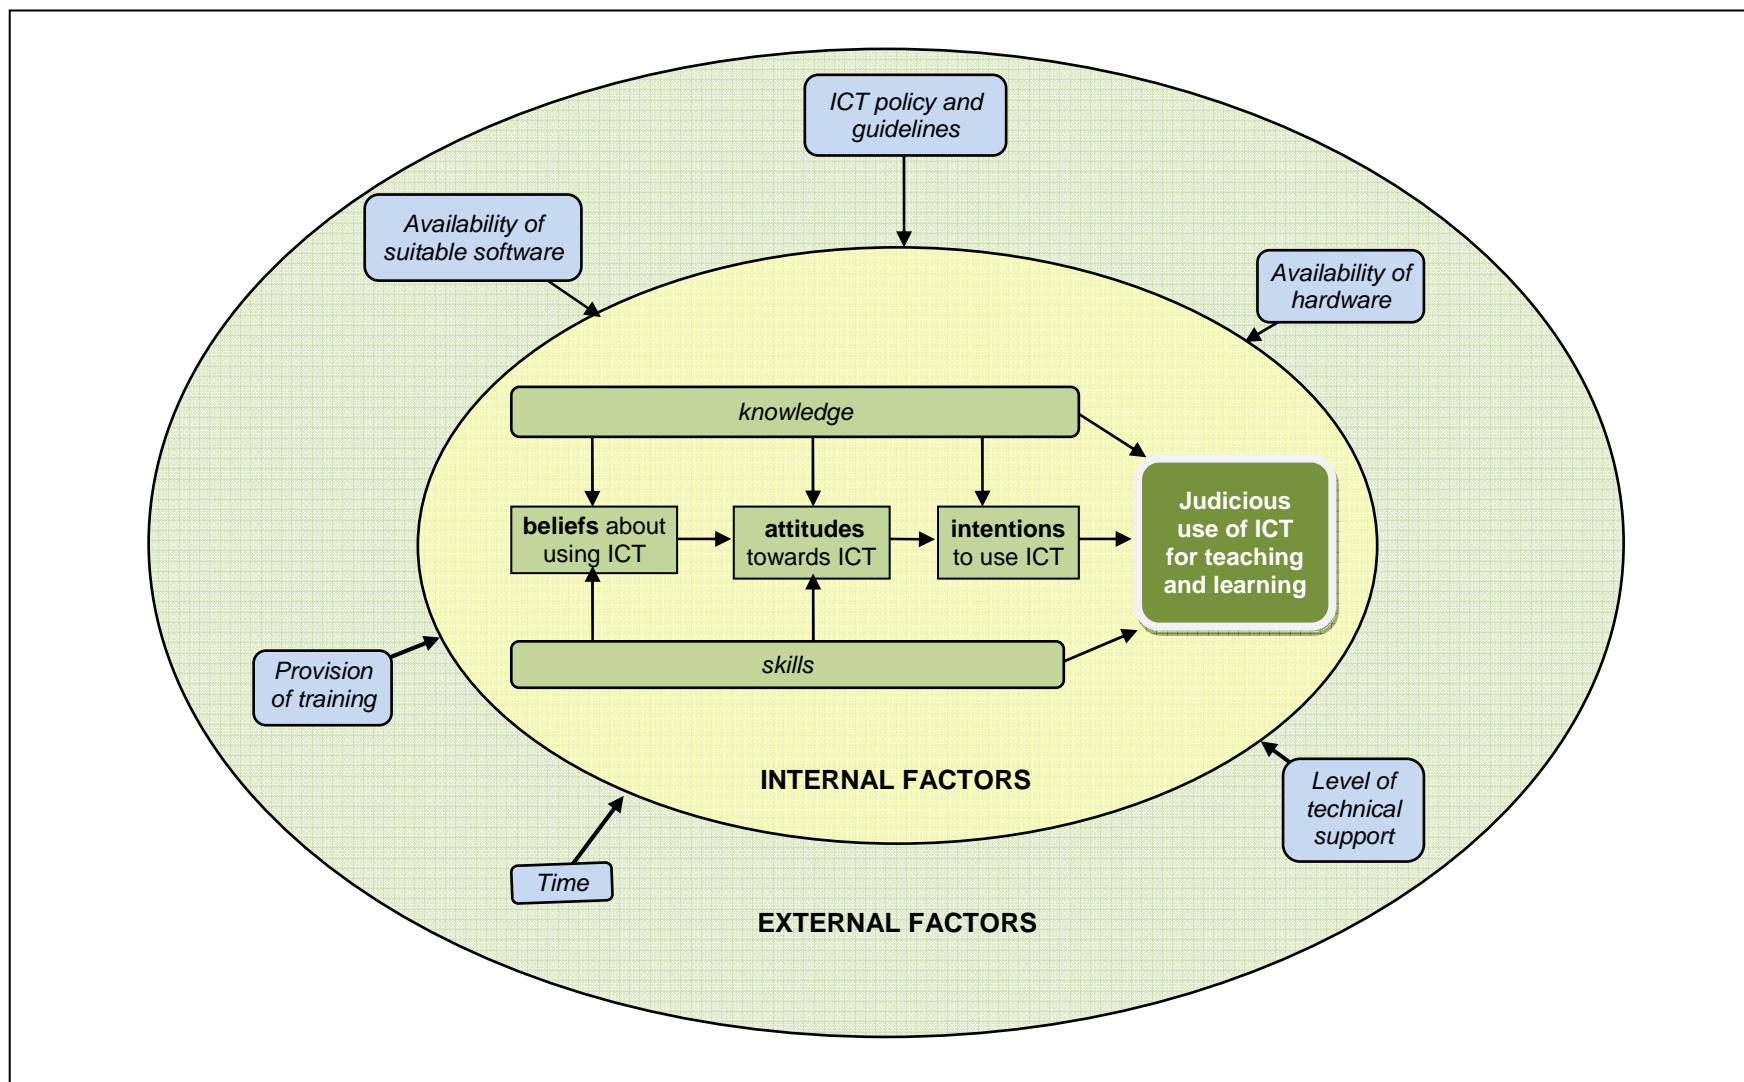 ICT policy and
guidelines
Availability of
suitable software
Availability of
hardware
knowledge
beliefs about
using ICT
attitudes
towards ICT
intentions
to use ICT
Judicious
use of ICT
for teaching
and learning
skills
Provision
of training
INTERNAL FACTORS
Level of
technical
support
Time
EXTERNAL FACTORS